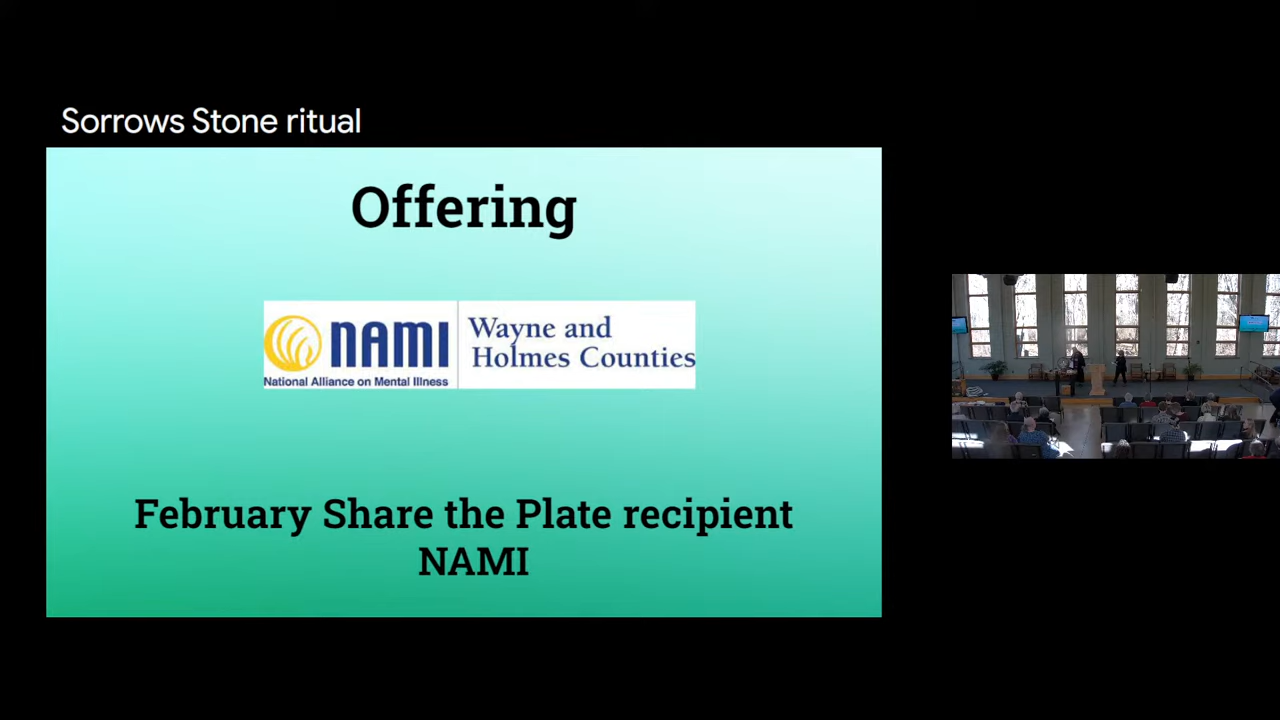 Sorrows Stone ritual
Offering
NAMI
National Alliance on Mental Illness
Wayne and
Holmes Counties
February Share the Plate recipient
NAMI